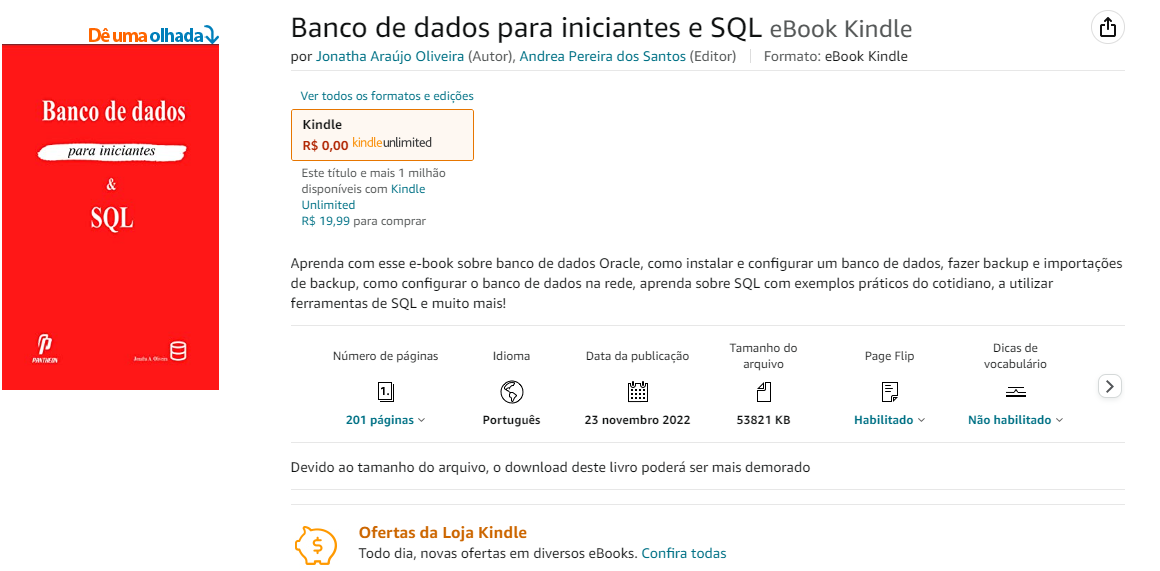 Dê uma olhada
Banco de dados
para iniciantes
&
SQL
PANTHEON
Banco de dados para iniciantes e SQL eBook Kindle
por Jonatha Araújo Oliveira (Autor), Andrea Pereira dos Santos (Editor) Formato: eBook Kindle
Ver todos os formatos e edições
Kindle
R$ 0,00 kindleunlimited
Este título e mais 1 milhão
disponíveis com Kindle
Unlimited
R$ 19,99 para comprar
Aprenda com esse e-book sobre banco de dados Oracle, como instalar e configurar um banco de dados, fazer backup e importações
de backup, como configurar o banco de dados na rede, aprenda sobre SQL com exemplos práticos do cotidiano, a utilizar
ferramentas de SQL e muito mais!
Número de páginas
1.
201 páginas
Idioma
Português
Data da publicação
23 novembro 2022
Tamanho do
arquivo
53821 KB
Page Flip
Habilitado
Dicas de
vocabulário
Não habilitado
Devido ao tamanho do arquivo, o download deste livro poderá ser mais demorado
$
Ofertas da Loja Kindle
Todo dia, novas ofertas em diversos eBooks. Confira todas